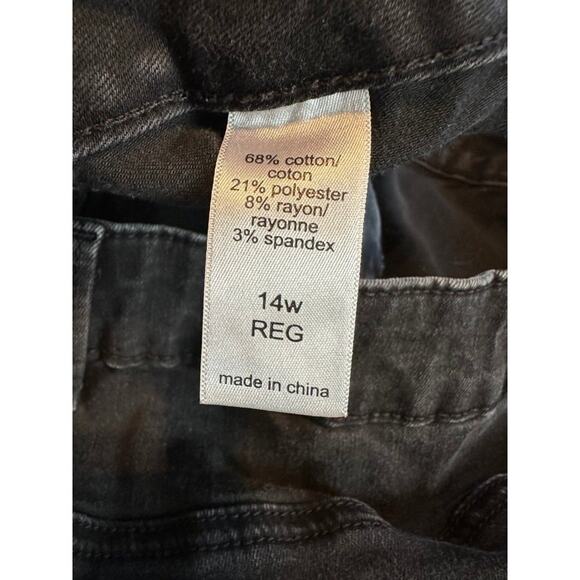 68% cotton/
coton
21% polyester
8% rayon/
rayonne
3% spandex
14w
REG
made in china